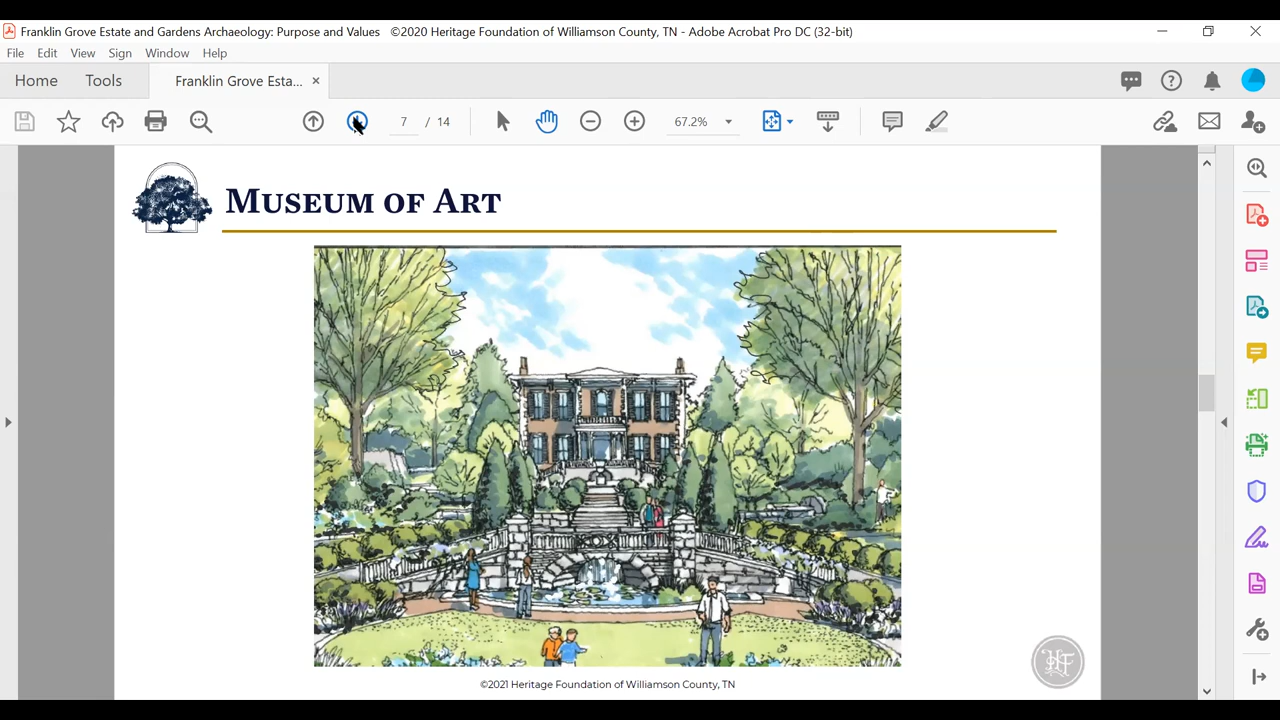 Franklin Grove Estate and Gardens Archaeology: Purpose and Values ©2020 Heritage Foundation of Williamson County, TN - Adobe Acrobat Pro DC (32-bit)
File Edit View Sign Window Help
Home Tools Franklin Grove Esta... ×
7 / 14 67.2%
MUSEUM OF ART
©2021 Heritage Foundation of Williamson County, TN
HF